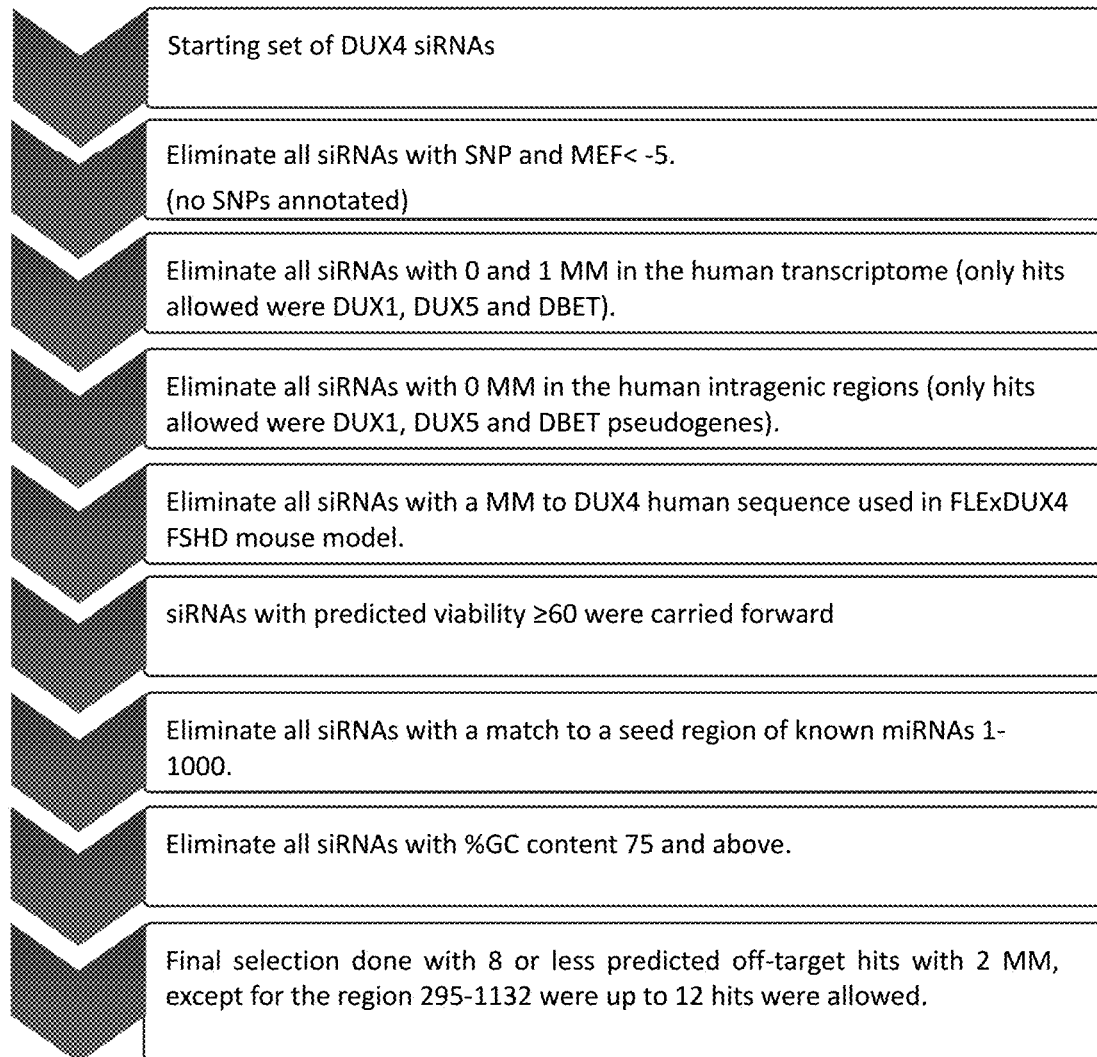 Starting set of DUX4 siRNAs
Eliminate all siRNAs with SNP and MEF< -5.
(no SNPs annotated)
Eliminate all siRNAs with 0 and 1 MM in the human transcriptome (only hits
allowed were DUX1, DUX5 and DBET).
Eliminate all siRNAs with 0 MM in the human intragenic regions (only hits
allowed were DUX1, DUX5 and DBET pseudogenes).
Eliminate all siRNAs with a MM to DUX4 human sequence used in FLExDUX4
FSHD mouse model.
siRNAs with predicted viability ≥60 were carried forward
Eliminate all siRNAs with a match to a seed region of known miRNAs 1-
1000.
Eliminate all siRNAs with %GC content 75 and above.
Final selection done with 8 or less predicted off-target hits with 2 MM,
except for the region 295-1132 were up to 12 hits were allowed.